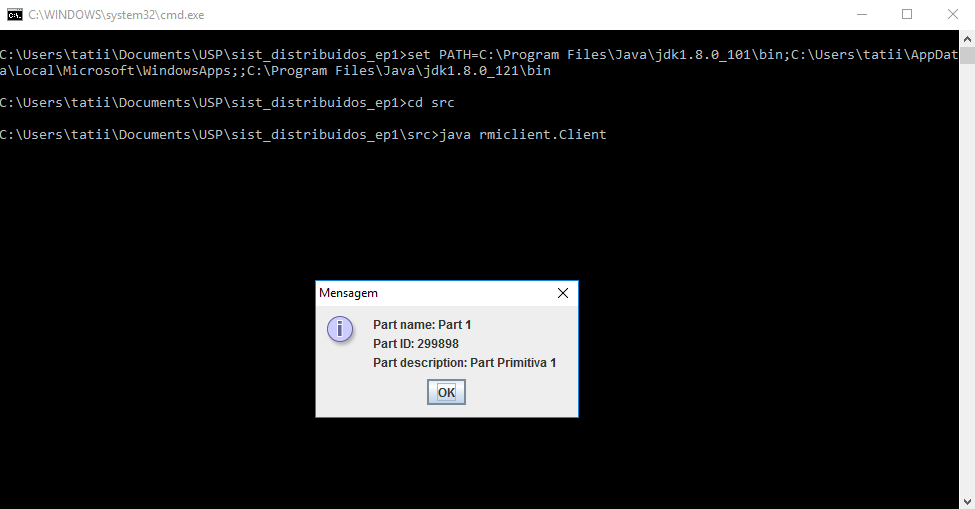 C:\WINDOWS\system32\cmd.exe
C:\Users\tatii\Documents\USP\sist_distribuidos_ep1>set PATH=C:\Program Files\Java\jdk1.8.0_101\bin;C:\Users\tatii\AppDat
a\Local\Microsoft\WindowsApps;;C:\Program Files\Java\jdk1.8.0_121\bin
C:\Users\tatii\Documents\USP\sist_distribuidos_ep1>cd src
C:\Users\tatii\Documents\USP\sist_distribuidos_ep1\src>java rmiclient.Client
Mensagem
Part name: Part 1
Part ID: 299898
Part description: Part Primitiva 1
OK